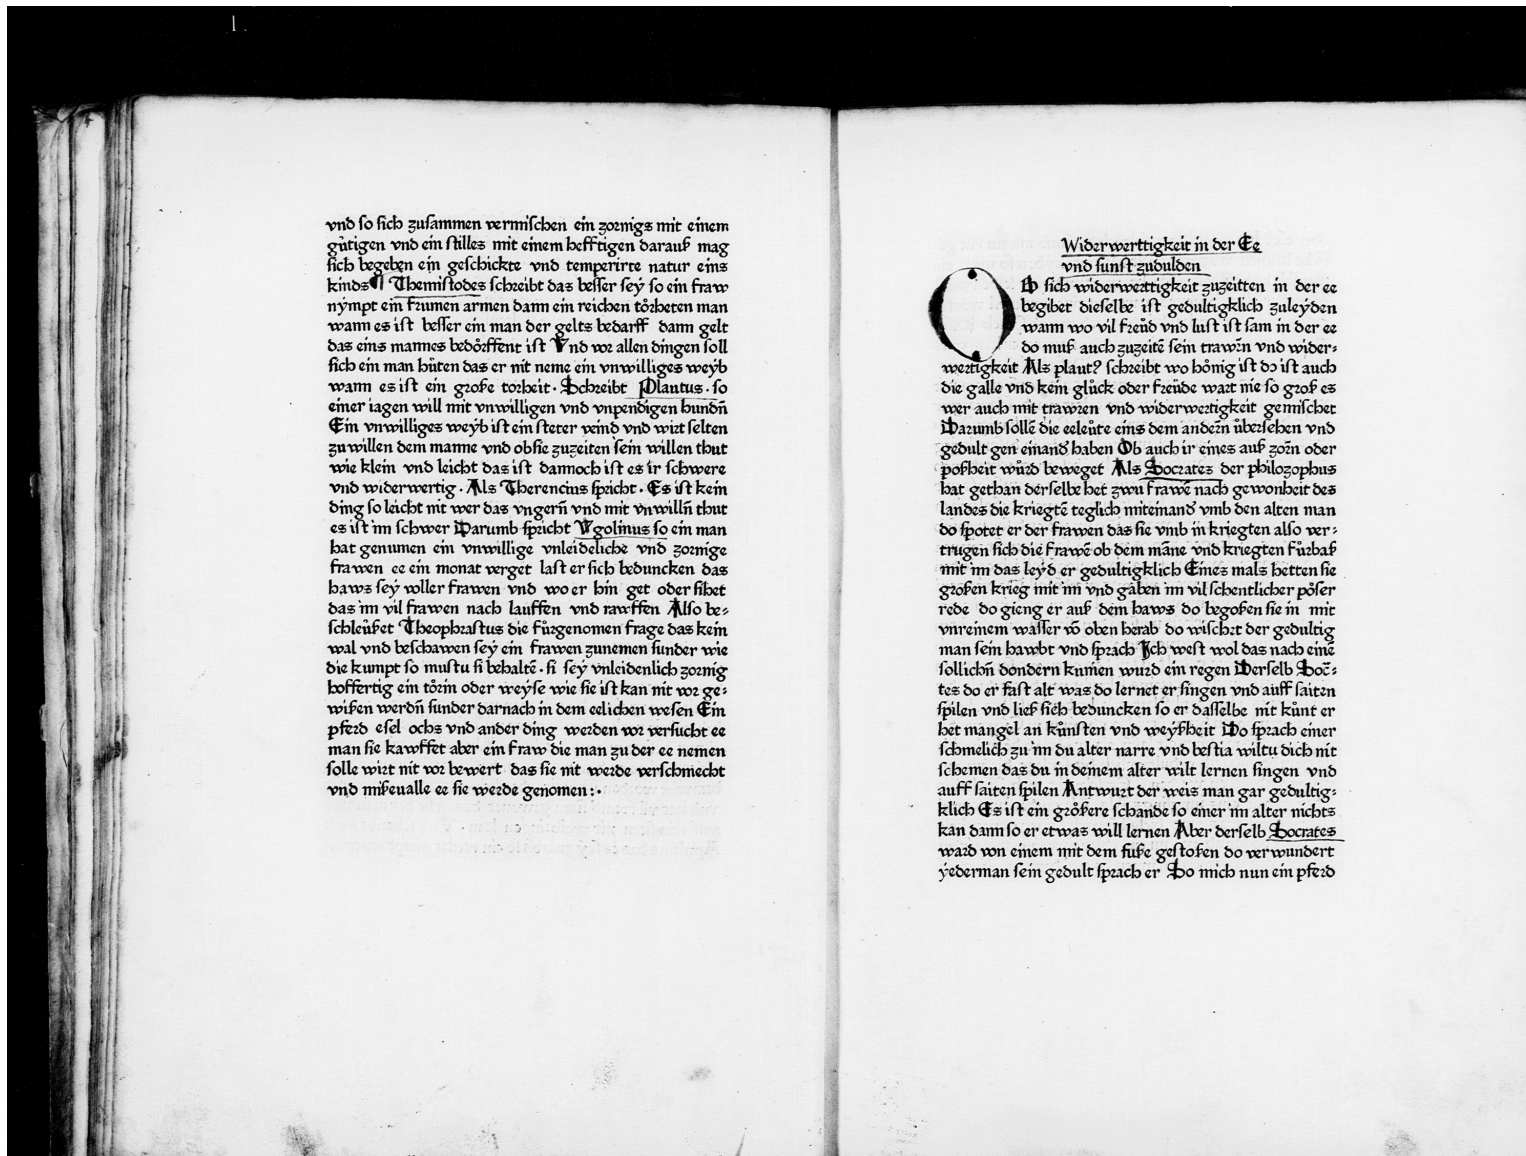 vnd so sich zusammen vermischen ein zornigs mit einem
gůtigen vnd ein stilles mit einem hefftigen darauß mag
sich begeben ein geschickte vnd temperirte natur eins
kinds¶ Themistodes schreibt das besser sey so ein fraw
nympt ein frumen armen dann ein reichen törheten man
wann es ist besser ein man der gelts bedarff dann gelt
das eins mannes bedörffent ist Vnd vor allen dingen soll
sich ein man hüten das er nit neme ein vnwilliges weyb
wann es ist ein große torheit · Schreibt Plautus · so
einer iagen will mit vnwilligen vnd vnpendigen hundn̄
Ein vnwilliges weyb ist ein steter veind vnd wirt selten
zuwillen dem manne vnd obsie zuzeiten sein willen thut
wie klein vnd leicht das ist dannoch ist es ir schwere
vnd widerwertig · Als Therencius spricht · Es ist kein
ding so leicht nit wer das vngern̄ vnd mit vnwilln̄ thut
es ist im schwer Darumb spricht Vgolinus so ein man
hat genumen ein vnwillige vnleideliche vnd zornige
frawen ee ein monat verget last er sich beduncken das
haws sey voller frawen vnd wo er hin get oder sihet
das im vil frawen nach lauffen vnd rawffen Also be⸗
schleüßet Theophrastus die fürgenomen frage das kein
wal vnd beschawen sey ein frawen zunemen sunder wie
die kumpt so mustu si behaltē · si sey vnleidenlich zornig
hoffertig ein törin oder weyse wie sie ist kan nit vor ge⸗
wißen werdn̄ sunder darnach in dem eelichen wesen Ein
pferd esel ochs vnd ander ding werden vor versucht ee
man sie kawffet aber ein fraw die man zu der ee nemen
solle wirt nit vor bewert das sie nit werde verschmecht
vnd mißeualle ee sie werde genomen : ·
Widerwerttigkeit in der Ee
vnd sunst zudulden
Ob sich widerwerttigkeit zuzeitten in der ee
begibet dieselbe ist gedultigklich zuleyden
wann wo vil freüd vnd lust ist sam in der ee
do muß auch zuzeitē sein trawrn̄ vnd wider⸗
wertigkeit Als plaut⁹ schreibt wo hönig ist do ist auch
die galle vnd kein glück oder freüde wart nie so groß es
wer auch mit trawren vnd widerwertigkeit gemischet
Darumb sollē die eeleüte eins dem andern übersehen vnd
gedult gen einand̉ haben Ob auch ir eines auß zorn oder
poßheit würd beweget Als Socrates der philozophus
hat gethan derselbe het zwu frawē nach gewonheit des
landes die kriegtē teglich miteinand̉ vmb den alten man
do spotet er der frawen das sie vmb in kriegten also ver⸗
trugen sich die frawē ob dem māne vnd kriegten fürbaß
mit im das leyd er gedultigklich Eines mals hetten sie
großen krieg mit im vnd gäben im vil schentlicher pöser
rede do gieng er auß dem haws do begoßen sie in mit
vnreinem wasser vō oben herab do wischet der gedultig
man sein hawbt vnd sprach Ich west wol das nach einē
sollichn̄ dondern kumen wurd ein regen Derselb Socra⸗
tes do er fast alt was do lernet er singen vnd auff saiten
spilen vnd ließ sich beduncken so er dasselbe nit künt er
het mangel an künsten vnd weyßheit Do sprach einer
schmelich zu im du alter narre vnd bestia wiltu dich nit
schemen das du in deinem alter wilt lernen singen vnd
auff saiten spilen Antwurt der weis man gar gedultig⸗
klich Es ist ein größere schande so einer im alter nichts
kan dann so er etwas will lernen Aber derselb Socrates
ward von einem mit dem fuße gestoßen do verwundert
yederman sein gedult sprach er So mich nun ein pferd